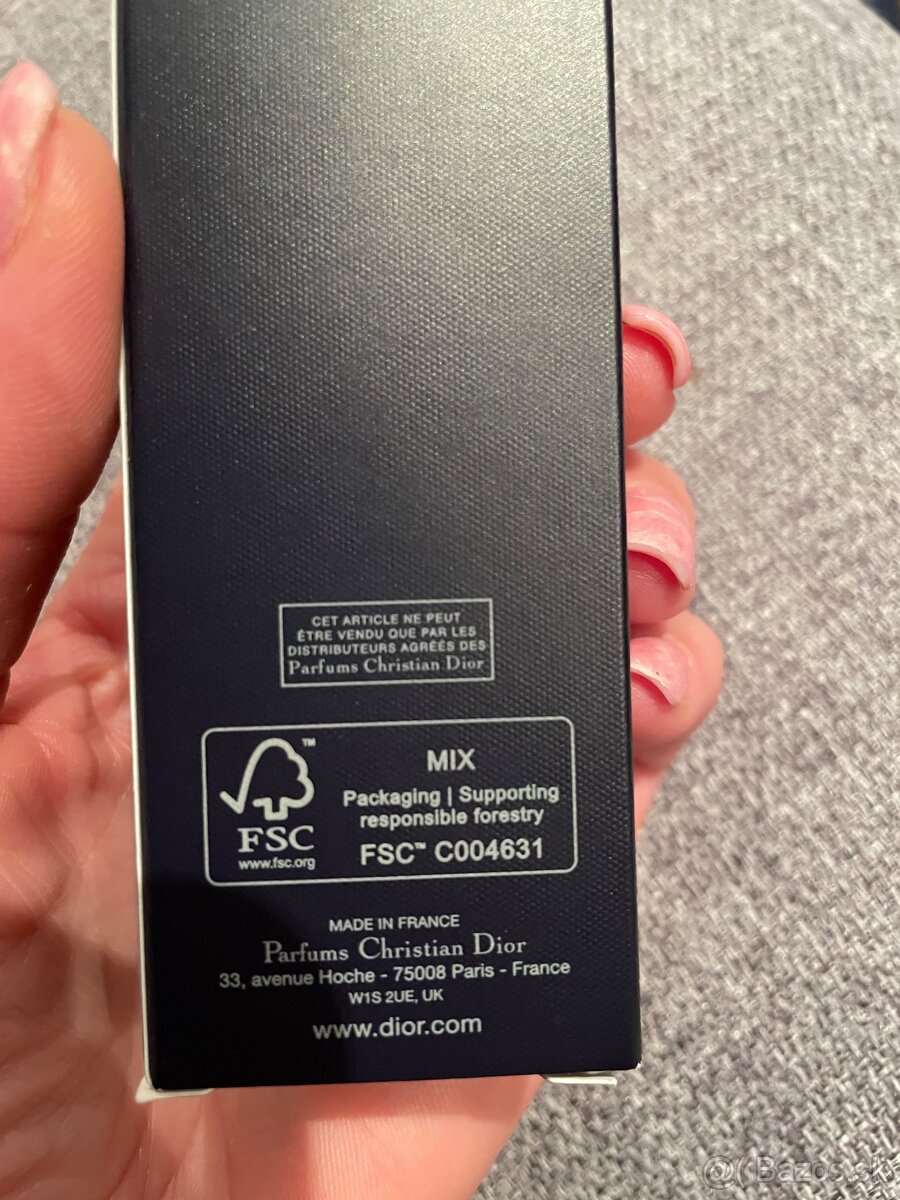 CET ARTICLE NE PEUT
ÊTRE VENDU QUE PAR LES
DISTRIBUTEURS AGRÉÉS DES
Parfums Christian Dior
™
FSC
www.fsc.org
MIX
Packaging | Supporting
responsible forestry
FSC™ C004631
MADE IN FRANCE
Parfums Christian Dior
33, avenue Hoche - 75008 Paris - France
W1S 2UE, UK
www.dior.com
@( Bazos.sk